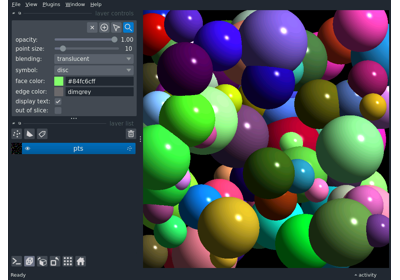 File View Plugins Window Help
layer controls
opacity: 1.00
point size: 10
blending: translucent
symbol: disc
face color: #84fc6cff
edge color: dimgrey
display text:
out of slice:
layer list
pts
Ready
activity